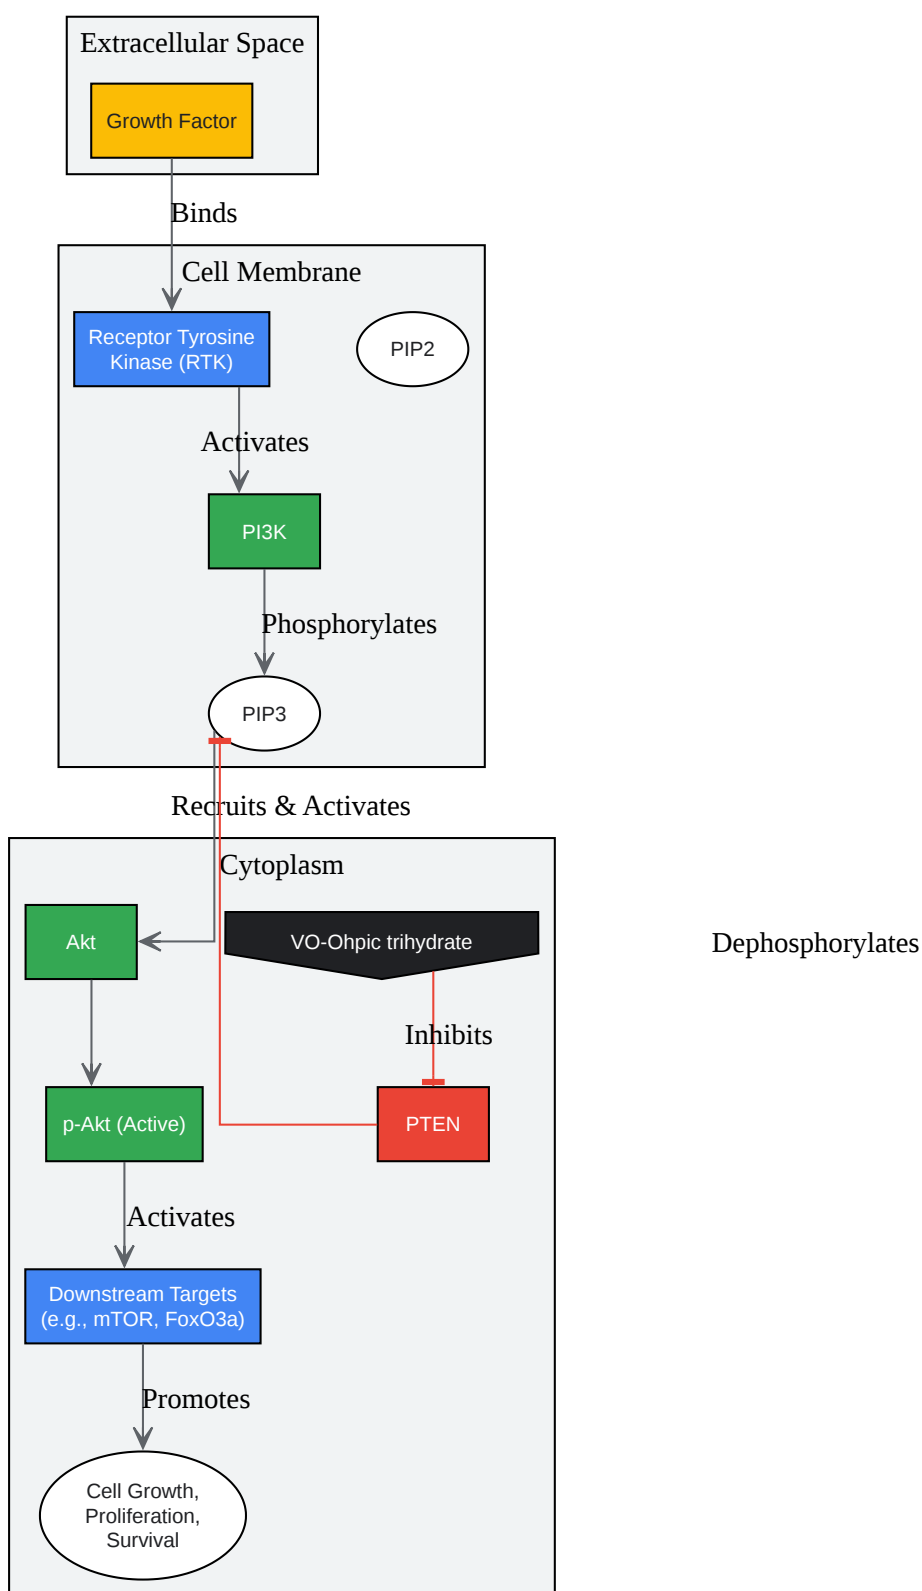 Extracellular Space
Growth Factor
Binds
Cell Membrane
Receptor Tyrosine
Kinase (RTK)
PIP2
Activates
PI3K
Phosphorylates
PIP3
Recruits & Activates
Cytoplasm
Akt
VO-Ohpic trihydrate
Dephosphorylates
Inhibits
p-Akt (Active)
PTEN
Activates
Downstream Targets
(e.g., mTOR, FoxO3a)
Promotes
Cell Growth,
Proliferation,
Survival